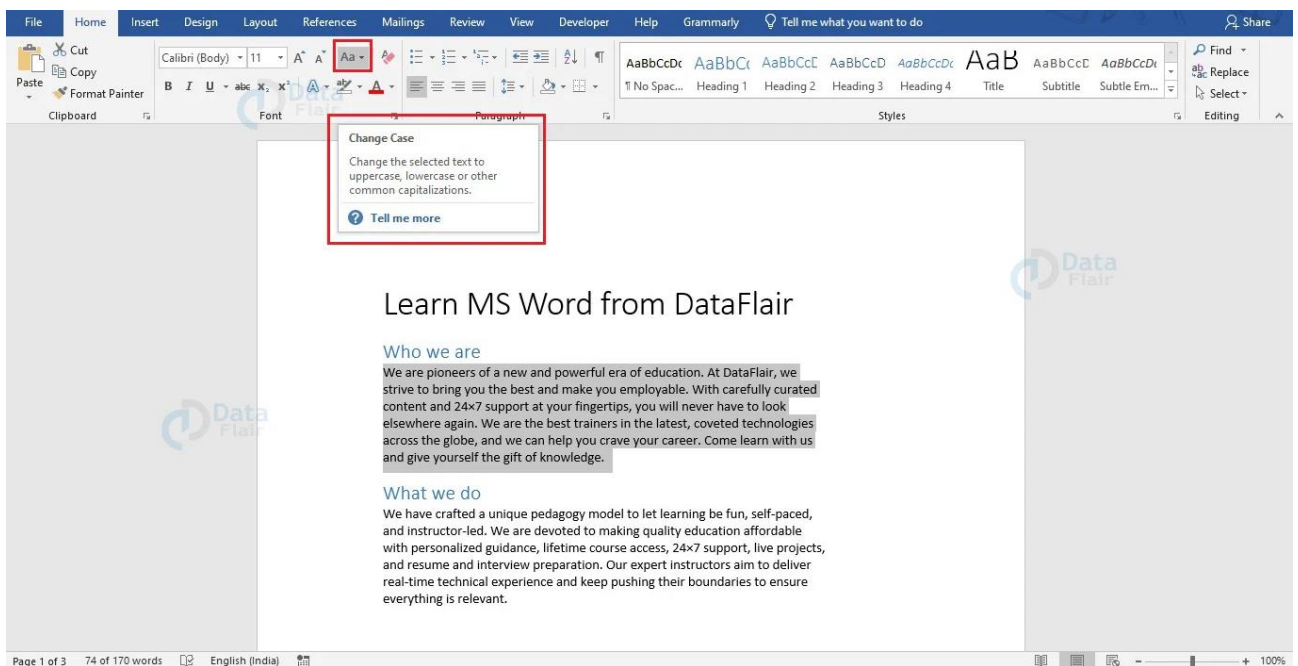 File Home Insert Design Layout References Mailings Review View Developer Help Grammarly Tell me what you want to do Share
Cut
Copy
Paste
Format Painter
Clipboard
Calibri (Body) 11 A A Aa
B I U abc X₂ X² A ab A
Font
Paragraph
AaBbCcDc AaBbCc AaBbCcC AaBbCcD AaBbCcDc AaB AaBbCcC AaBbCcDc
¶ No Spac... Heading 1 Heading 2 Heading 3 Heading 4 Title Subtitle Subtle Em...
Styles
Find
Replace
Select
Editing
Change Case
Change the selected text to
uppercase, lowercase or other
common capitalizations.
Tell me more
Data
Flair
Data
Flair
Data
Flair
Learn MS Word from DataFlair
Who we are
We are pioneers of a new and powerful era of education. At DataFlair, we
strive to bring you the best and make you employable. With carefully curated
content and 24×7 support at your fingertips, you will never have to look
elsewhere again. We are the best trainers in the latest, coveted technologies
across the globe, and we can help you crave your career. Come learn with us
and give yourself the gift of knowledge.
What we do
We have crafted a unique pedagogy model to let learning be fun, self-paced,
and instructor-led. We are devoted to making quality education affordable
with personalized guidance, lifetime course access, 24×7 support, live projects,
and resume and interview preparation. Our expert instructors aim to deliver
real-time technical experience and keep pushing their boundaries to ensure
everything is relevant.
Page 1 of 3 74 of 170 words English (India) 100%